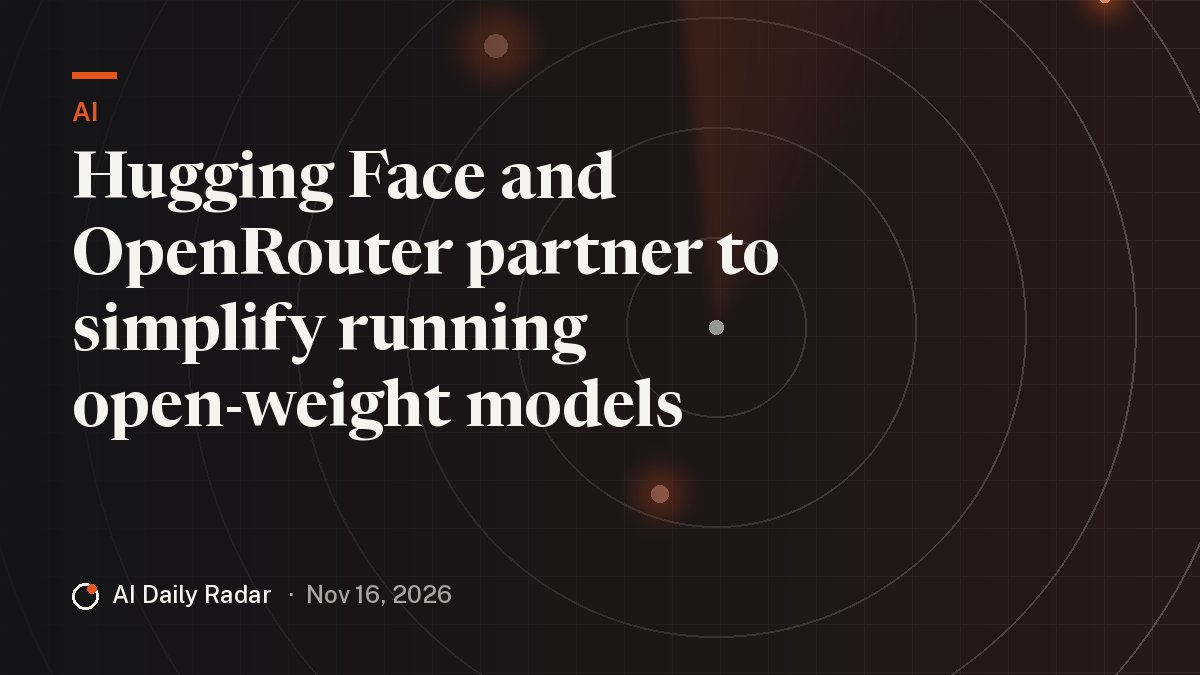 AI
Hugging Face and
OpenRouter partner to
simplify running
open-weight models
AI Daily Radar · Nov 16, 2026